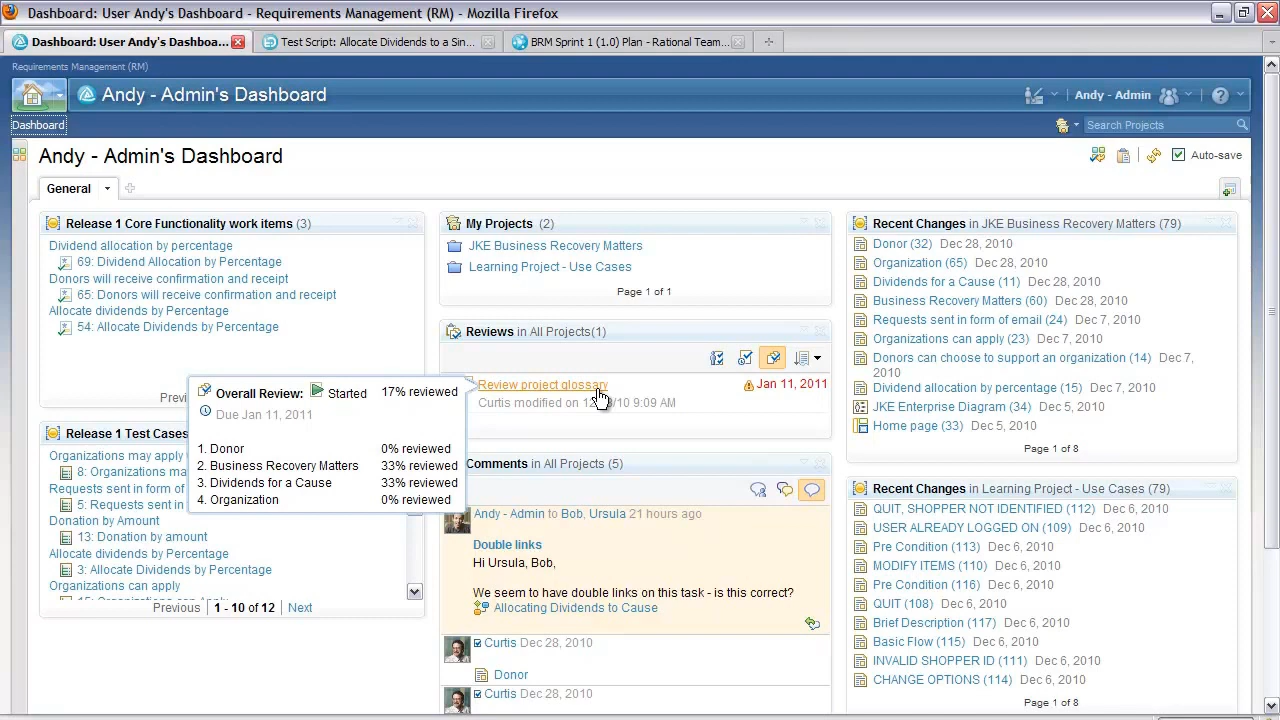 Dashboard: User Andy's Dashboard - Requirements Management (RM) - Mozilla Firefox
Dashboard: User Andy's Dashboa...
Test Script: Allocate Dividends to a Sin...
BRM Sprint 1 (1.0) Plan - Rational Team...
Requirements Management (RM)
Andy - Admin's Dashboard
Andy - Admin
Dashboard
Search Projects
Andy - Admin's Dashboard
Auto-save
General
Release 1 Core Functionality work items (3)
Dividend allocation by percentage
69: Dividend Allocation by Percentage
Donors will receive confirmation and receipt
65: Donors will receive confirmation and receipt
Allocate dividends by Percentage
54: Allocate Dividends by Percentage
Overall Review: Started 17% reviewed
Due Jan 11, 2011
1. Donor 0% reviewed
2. Business Recovery Matters 33% reviewed
3. Dividends for a Cause 33% reviewed
4. Organization 0% reviewed
Release 1 Test Cases
Organizations may apply
8: Organizations ma
Requests sent in form of
5: Requests sent in form
Donation by Amount
13: Donation by amount
Allocate dividends by Percentage
3: Allocate Dividends by Percentage
Organizations can apply
Previous | 1 - 10 of 12 | Next
My Projects (2)
JKE Business Recovery Matters
Learning Project - Use Cases
Page 1 of 1
Reviews in All Projects(1)
Review project glossary
Jan 11, 2011
Curtis modified on 12 /10 9:09 AM
Comments in All Projects (5)
Andy - Admin to Bob, Ursula 21 hours ago
Double links
Hi Ursula, Bob,
We seem to have double links on this task - is this correct?
Allocating Dividends to Cause
Curtis Dec 28, 2010
Donor
Curtis Dec 28, 2010
Recent Changes in JKE Business Recovery Matters (79)
Donor (32) Dec 28, 2010
Organization (65) Dec 28, 2010
Dividends for a Cause (11) Dec 28, 2010
Business Recovery Matters (60) Dec 28, 2010
Requests sent in form of email (24) Dec 7, 2010
Organizations can apply (23) Dec 7, 2010
Donors can choose to support an organization (14) Dec 7,
2010
Dividend allocation by percentage (15) Dec 7, 2010
JKE Enterprise Diagram (34) Dec 5, 2010
Home page (33) Dec 5, 2010
Page 1 of 8
Recent Changes in Learning Project - Use Cases (79)
QUIT, SHOPPER NOT IDENTIFIED (112) Dec 6, 2010
USER ALREADY LOGGED ON (109) Dec 6, 2010
Pre Condition (113) Dec 6, 2010
MODIFY ITEMS (110) Dec 6, 2010
Pre Condition (116) Dec 6, 2010
QUIT (108) Dec 6, 2010
Brief Description (117) Dec 6, 2010
Basic Flow (115) Dec 6, 2010
INVALID SHOPPER ID (111) Dec 6, 2010
CHANGE OPTIONS (114) Dec 6, 2010
Page 1 of 8